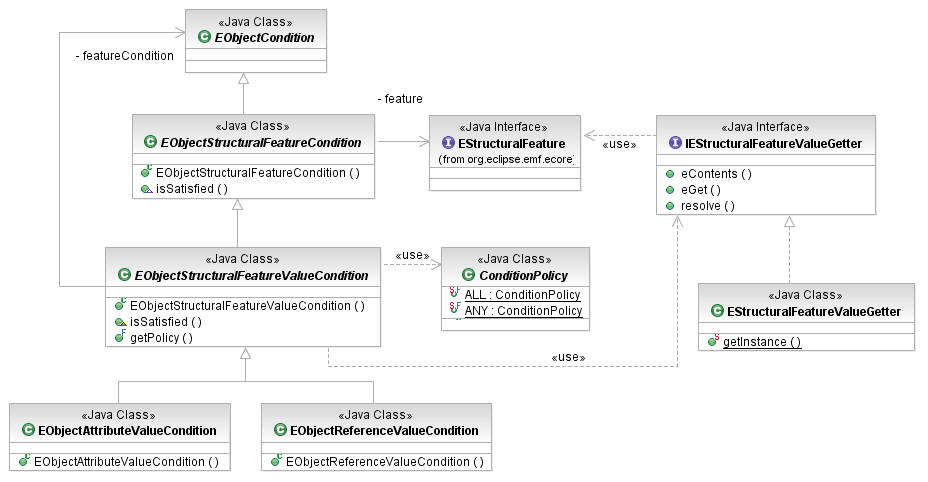 «Java Class»
EObjectCondition
- featureCondition
- feature
«Java Class»
EObjectStructuralFeatureCondition
EObjectStructuralFeatureCondition ( )
isSatisfied ( )
«Java Interface»
EStructuralFeature
(from org.eclipse.emf.ecore)
«use»
«Java Interface»
IEStructuralFeatureValueGetter
eContents ( )
eGet ( )
resolve ( )
«Java Class»
EObjectStructuralFeatureValueCondition
EObjectStructuralFeatureValueCondition ( )
isSatisfied ( )
getPolicy ( )
«use»
«Java Class»
ConditionPolicy
ALL : ConditionPolicy
ANY : ConditionPolicy
«Java Class»
EStructuralFeatureValueGetter
getInstance ( )
«use»
«Java Class»
EObjectAttributeValueCondition
EObjectAttributeValueCondition ( )
«Java Class»
EObjectReferenceValueCondition
EObjectReferenceValueCondition ( )